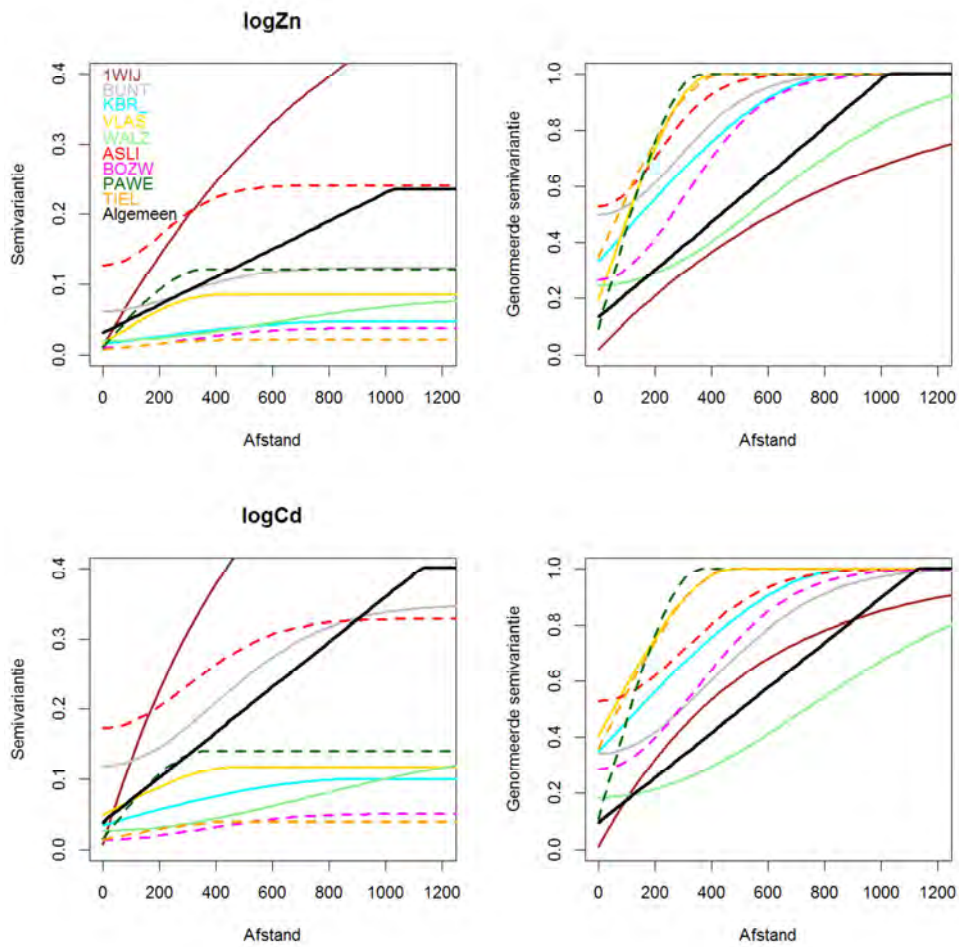 logZn
Semivariantie
0.0 0.1 0.2 0.3 0.4
1WIJ
BUNT
KBR_
VLAS
WALZ
ASLI
BOZW
PAWE
TIEL
Algemeen
0 200 400 600 800 1000 1200
Afstand
Genormeerde semivariantie
0.0 0.2 0.4 0.6 0.8 1.0
0 200 400 600 800 1000 1200
Afstand
logCd
Semivariantie
0.0 0.1 0.2 0.3 0.4
0 200 400 600 800 1000 1200
Afstand
Genormeerde semivariantie
0.0 0.2 0.4 0.6 0.8 1.0
0 200 400 600 800 1000 1200
Afstand